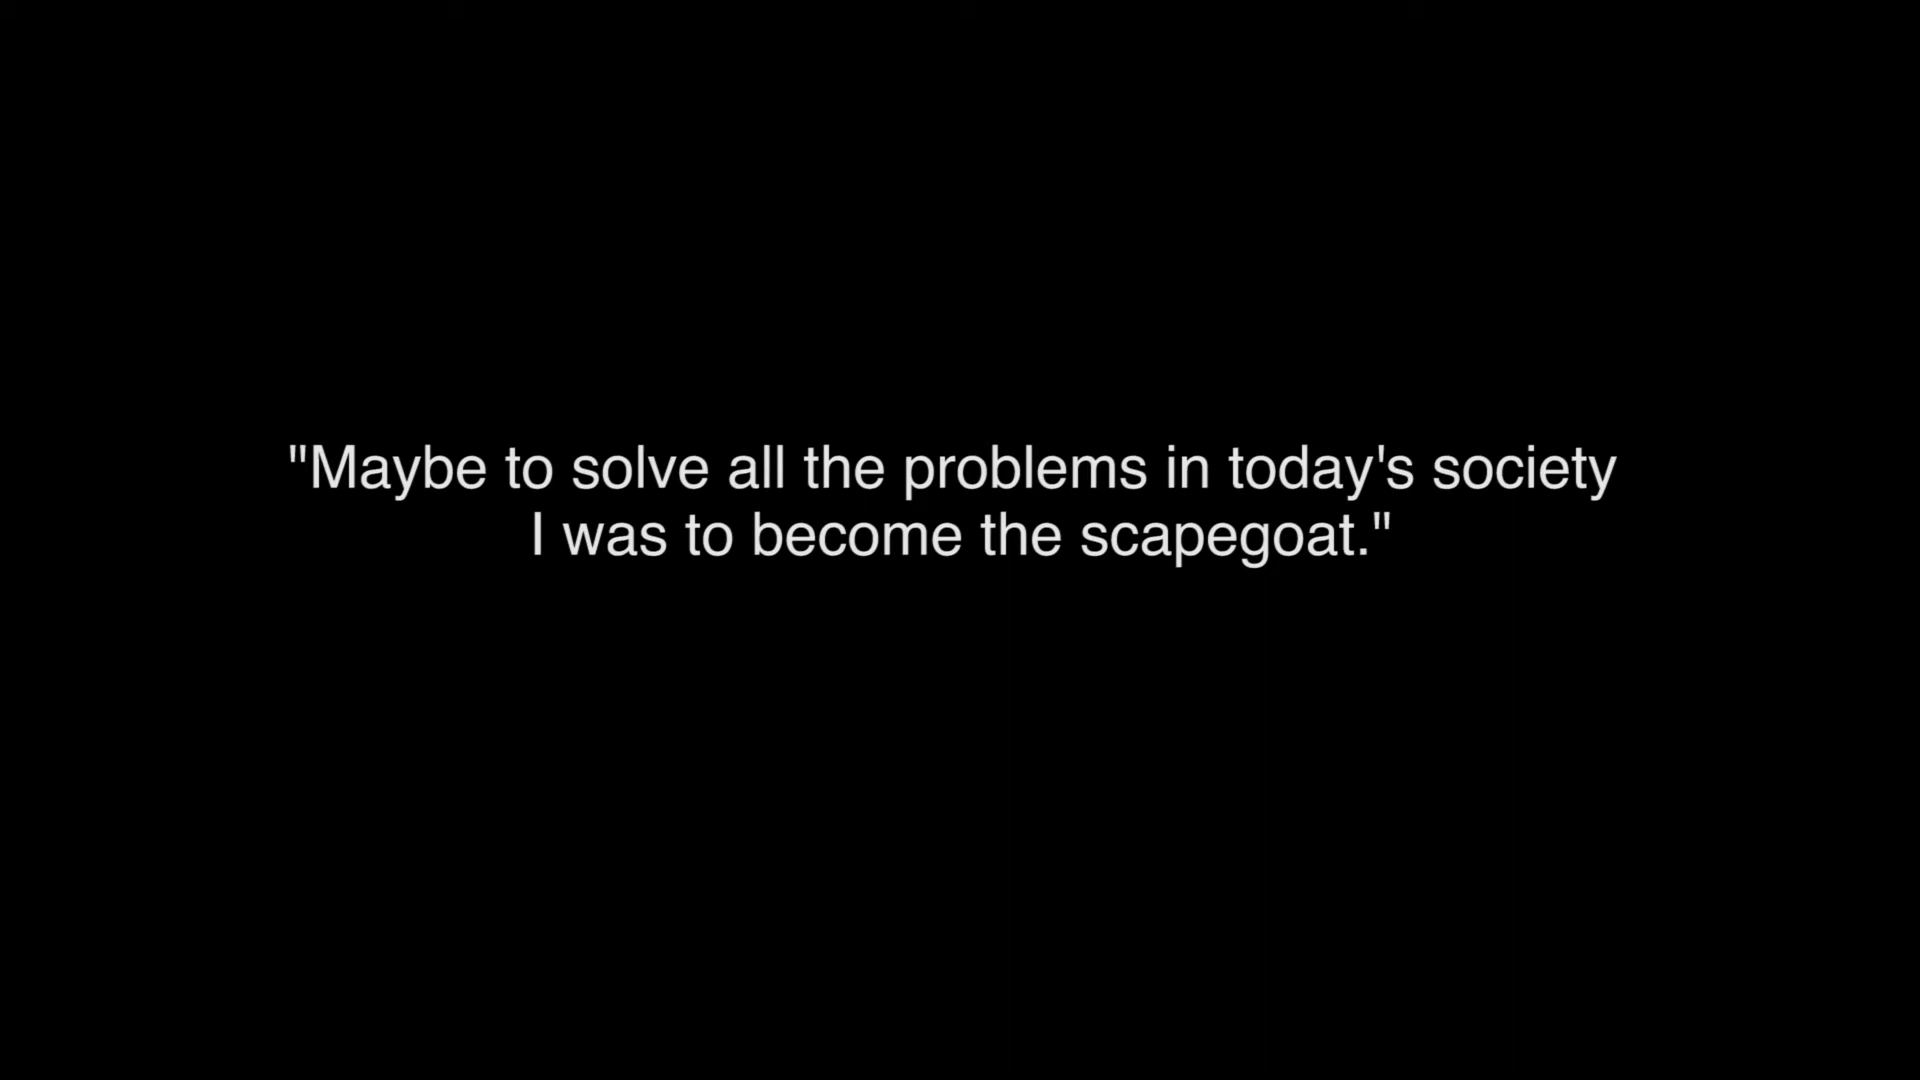 "Maybe to solve all the problems in today's society
I was to become the scapegoat."